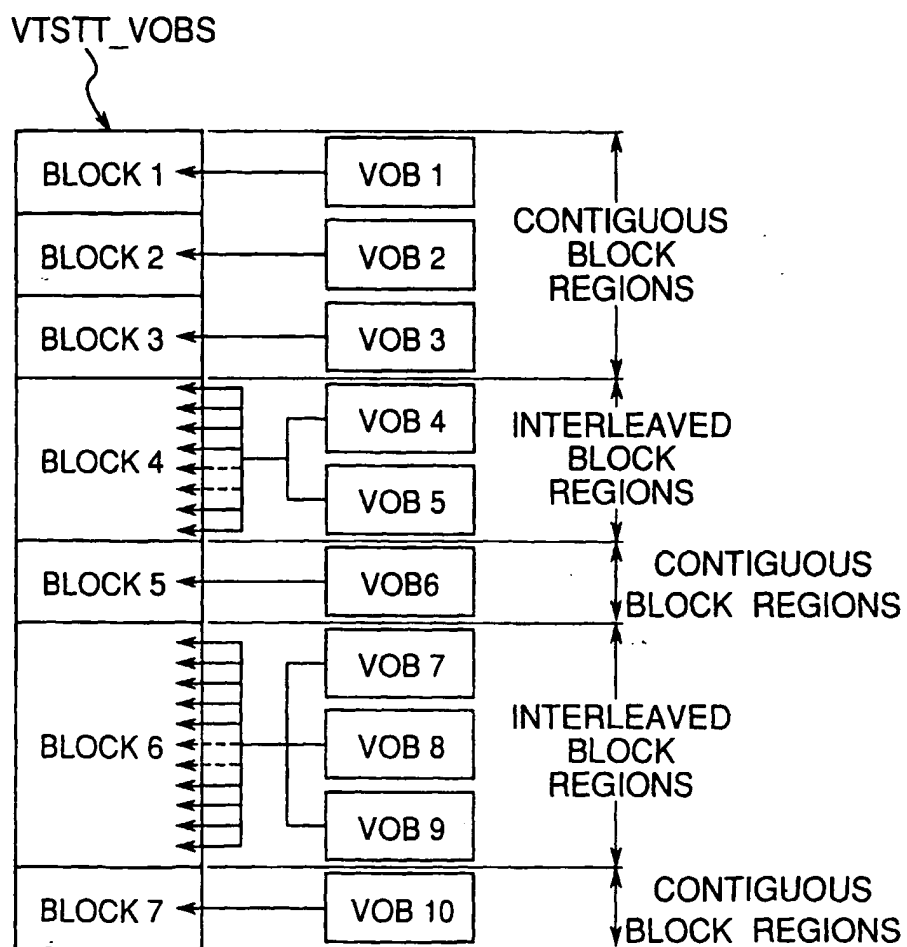 VTSTT_VOBS
BLOCK 1
VOB 1
BLOCK 2
VOB 2
BLOCK 3
VOB 3
CONTIGUOUS
BLOCK
REGIONS
BLOCK 4
VOB 4
VOB 5
INTERLEAVED
BLOCK
REGIONS
BLOCK 5
VOB6
CONTIGUOUS
BLOCK REGIONS
BLOCK 6
VOB 7
VOB 8
VOB 9
INTERLEAVED
BLOCK
REGIONS
BLOCK 7
VOB 10
CONTIGUOUS
BLOCK REGIONS